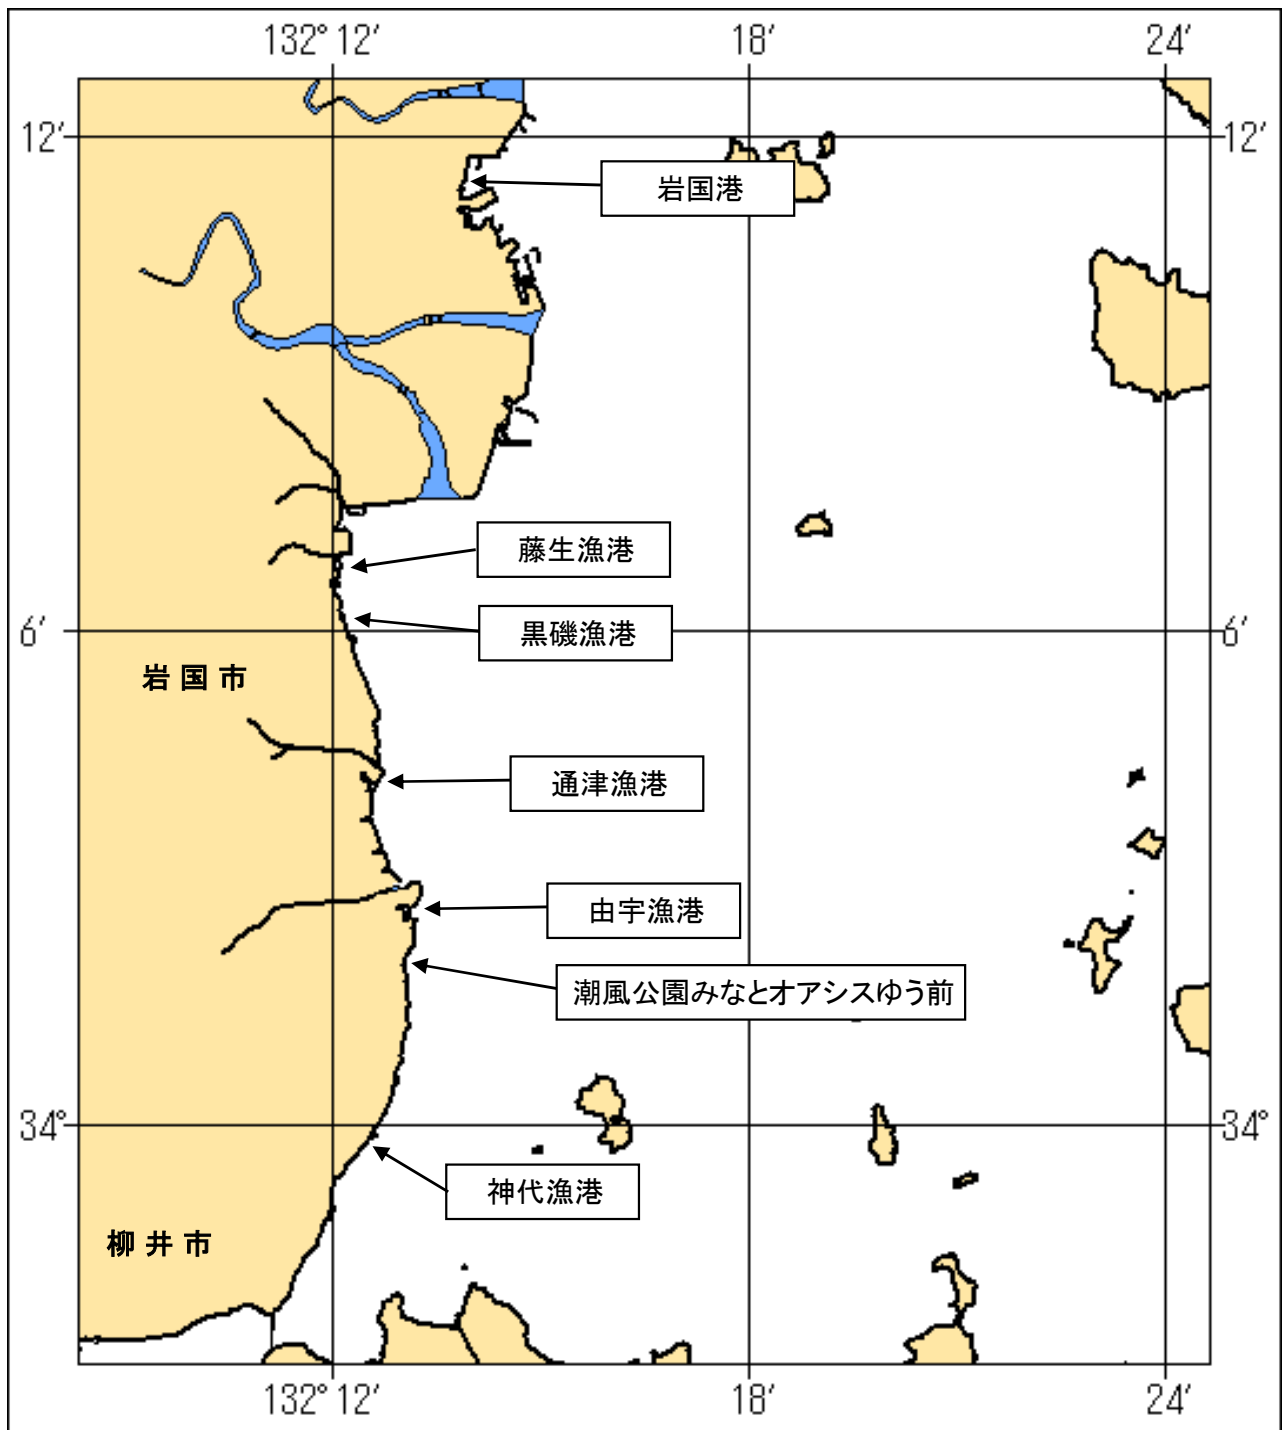 132° 12′ 18′ 24′
12′ 12′
岩国港
藤生漁港
黒磯漁港
6′ 6′
岩国市
通津漁港
由宇漁港
潮風公園みなとオアシスゆう前
34° 34°
神代漁港
柳井市
132° 12′ 18′ 24′